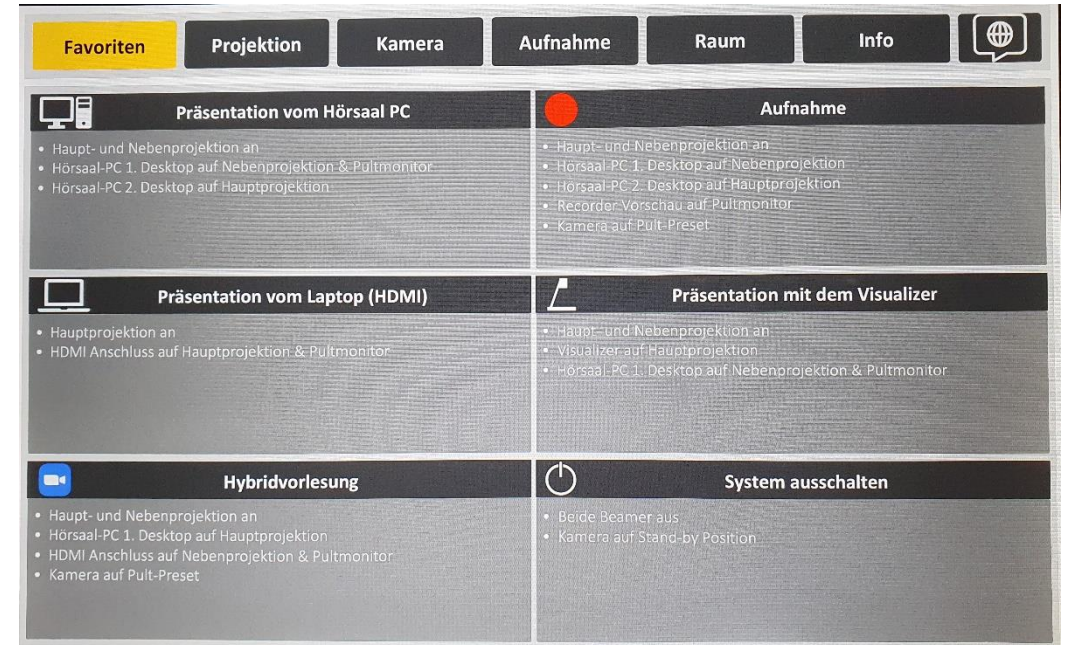 Favoriten
Projektion
Kamera
Aufnahme
Raum
Info
Präsentation vom Hörsaal PC
• Haupt- und Nebenprojektion an
• Hörsaal-PC 1. Desktop auf Nebenprojektion & Pultmonitor
• Hörsaal-PC 2. Desktop auf Hauptprojektion
Aufnahme
• Haupt- und Nebenprojektion an
• Hörsaal-PC 1. Desktop auf Nebenprojektion
• Hörsaal-PC 2. Desktop auf Hauptprojektion
• Recorder Vorschau auf Pultmonitor
• Kamera auf Pult-Preset
Präsentation vom Laptop (HDMI)
• Hauptprojektion an
• HDMI Anschluss auf Hauptprojektion & Pultmonitor
Präsentation mit dem Visualizer
• Haupt- und Nebenprojektion an
• Visualizer auf Hauptprojektion
• Hörsaal-PC 1. Desktop auf Nebenprojektion & Pultmonitor
Hybridvorlesung
• Haupt- und Nebenprojektion an
• Hörsaal-PC 1. Desktop auf Hauptprojektion
• HDMI Anschluss auf Nebenprojektion & Pultmonitor
• Kamera auf Pult-Preset
System ausschalten
• Beide Beamer aus
• Kamera auf Stand-by Position